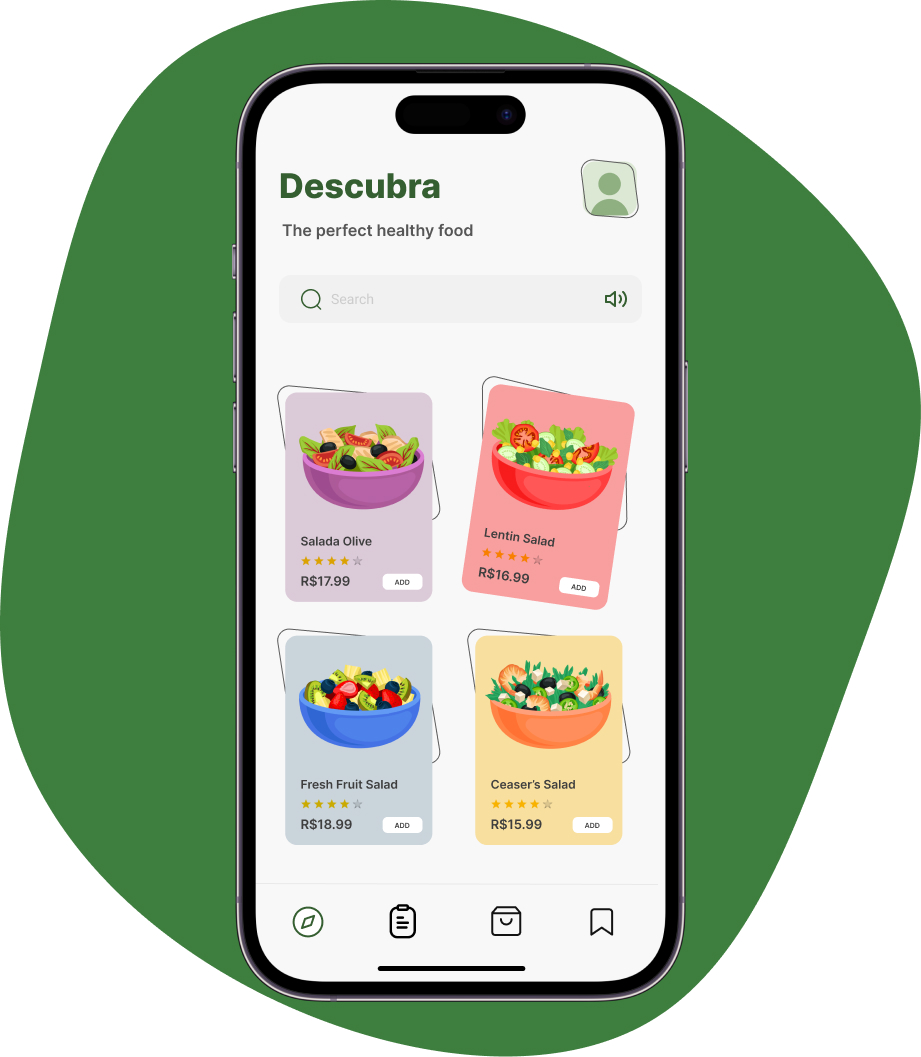 Descubra
The perfect healthy food
Search
Salada Olive
R$17.99
ADD
Lentin Salad
R$16.99
ADD
Fresh Fruit Salad
R$18.99
ADD
Ceaser's Salad
R$15.99
ADD